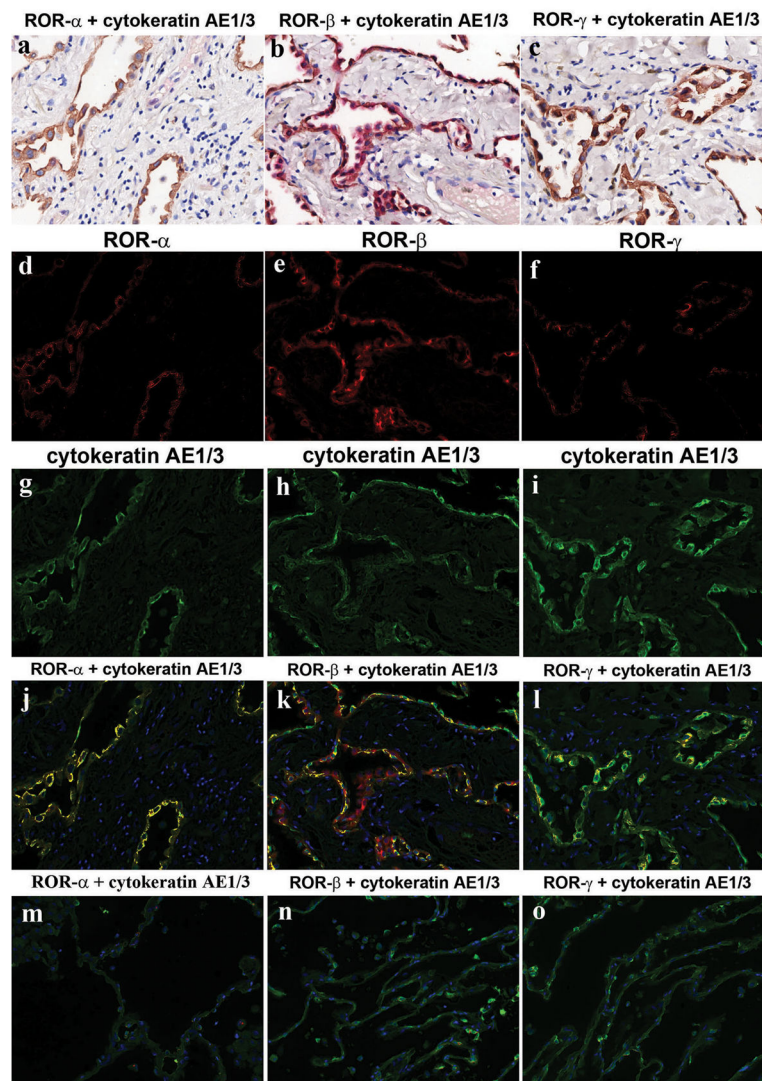 ROR-α + cytokeratin AE1/3 ROR-β + cytokeratin AE1/3 ROR-γ + cytokeratin AE1/3
a b c
ROR-α ROR-β ROR-γ
d e f
cytokeratin AE1/3 cytokeratin AE1/3 cytokeratin AE1/3
g h i
ROR-α + cytokeratin AE1/3 ROR-β + cytokeratin AE1/3 ROR-γ + cytokeratin AE1/3
j k l
ROR-α + cytokeratin AE1/3 ROR-β + cytokeratin AE1/3 ROR-γ + cytokeratin AE1/3
m n o